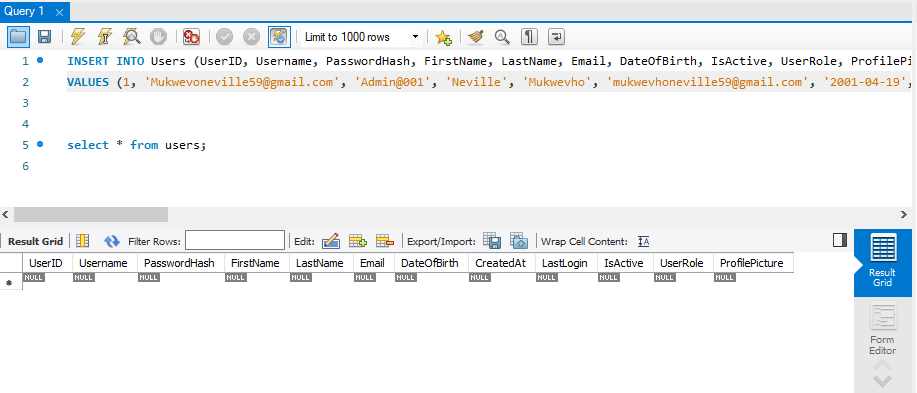 Query 1
Limit to 1000 rows
1 INSERT INTO Users (UserID, Username, PasswordHash, FirstName, LastName, Email, DateOfBirth, IsActive, UserRole, ProfilePi
2 VALUES (1, 'Mukwevoneville59@gmail.com', 'Admin@001', 'Neville', 'Mukwevho', 'mukwevhoneville59@gmail.com', '2001-04-19',
3
4
5 select * from users;
6
Result Grid Filter Rows: Edit: Export/Import: Wrap Cell Content: IA
UserID Username PasswordHash FirstName LastName Email DateOfBirth CreatedAt LastLogin IsActive UserRole ProfilePicture
NULL NULL NULL NULL NULL NULL NULL NULL NULL NULL NULL NULL
Result
Grid
Form
Editor